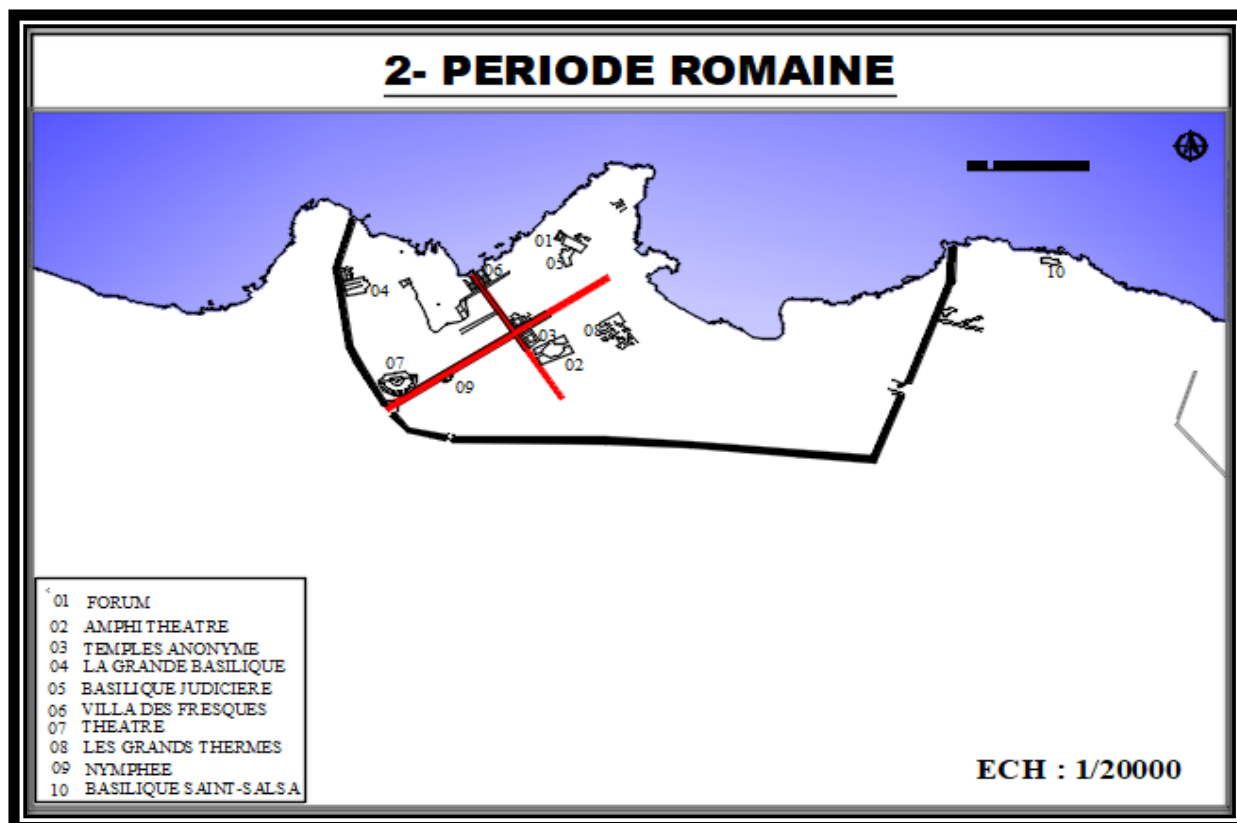 2- PERIODE ROMAINE
01
05
06
10
04
03
08
02
07
09
01 FORUM
02 AMPHI THEATRE
03 TEMPLES ANONYME
04 LA GRANDE BASILIQUE
05 BASILIQUE JUDICIERE
06 VILLA DES FRESQUES
07 THEATRE
08 LES GRANDS THERMES
09 NYMPHEE
10 BASILIQUE SAINT-SALSA
ECH : 1/20000